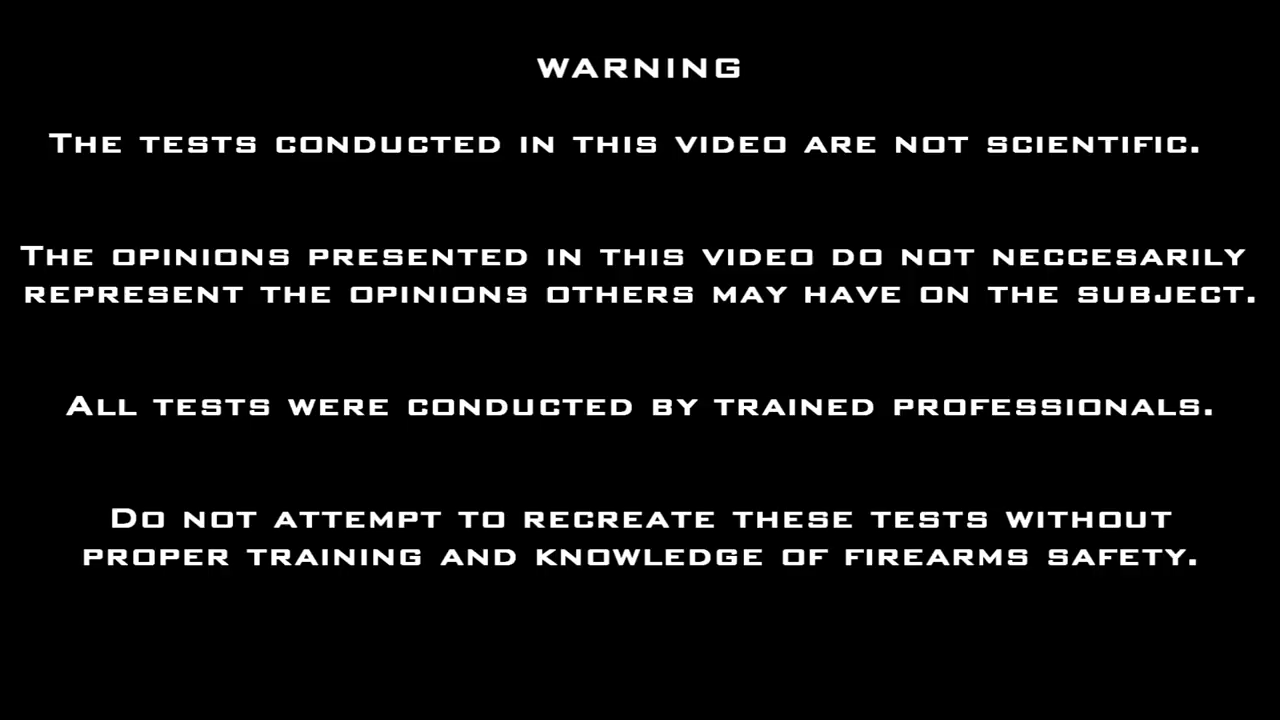 WARNING
THE TESTS CONDUCTED IN THIS VIDEO ARE NOT SCIENTIFIC.
THE OPINIONS PRESENTED IN THIS VIDEO DO NOT NECCESARILY
REPRESENT THE OPINIONS OTHERS MAY HAVE ON THE SUBJECT.
ALL TESTS WERE CONDUCTED BY TRAINED PROFESSIONALS.
DO NOT ATTEMPT TO RECREATE THESE TESTS WITHOUT
PROPER TRAINING AND KNOWLEDGE OF FIREARMS SAFETY.